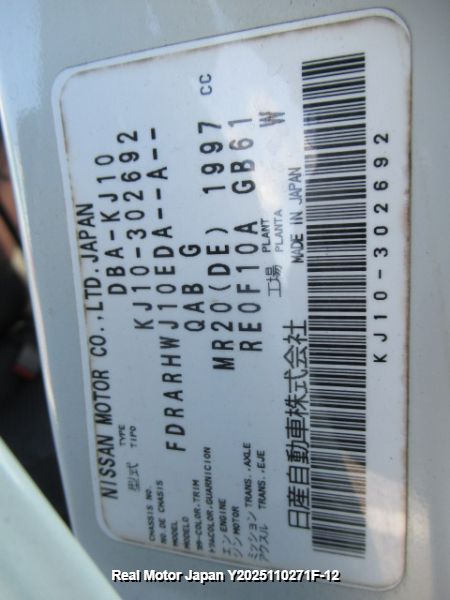 NISSAN MOTOR CO.,LTD.JAPAN
型式 TYPE TIPO DBA-KJ10
CHASSIS NO. NO.DE CHASIS KJ10-302692
MODEL MODELO FDRARHWJ10EDA--A--
COLOR.TRIM COLOR.GUARNICION QAB G
エンジン ENGINE MOTOR MR20(DE) 1997 CC
ミッション TRANS. アクスル TRANS. AXLE EJE RE0F10A GB61
工場 PLANT PLANTA W
日産自動車株式会社 MADE IN JAPAN
KJ10-302692
Real Motor Japan Y2025110271F-12